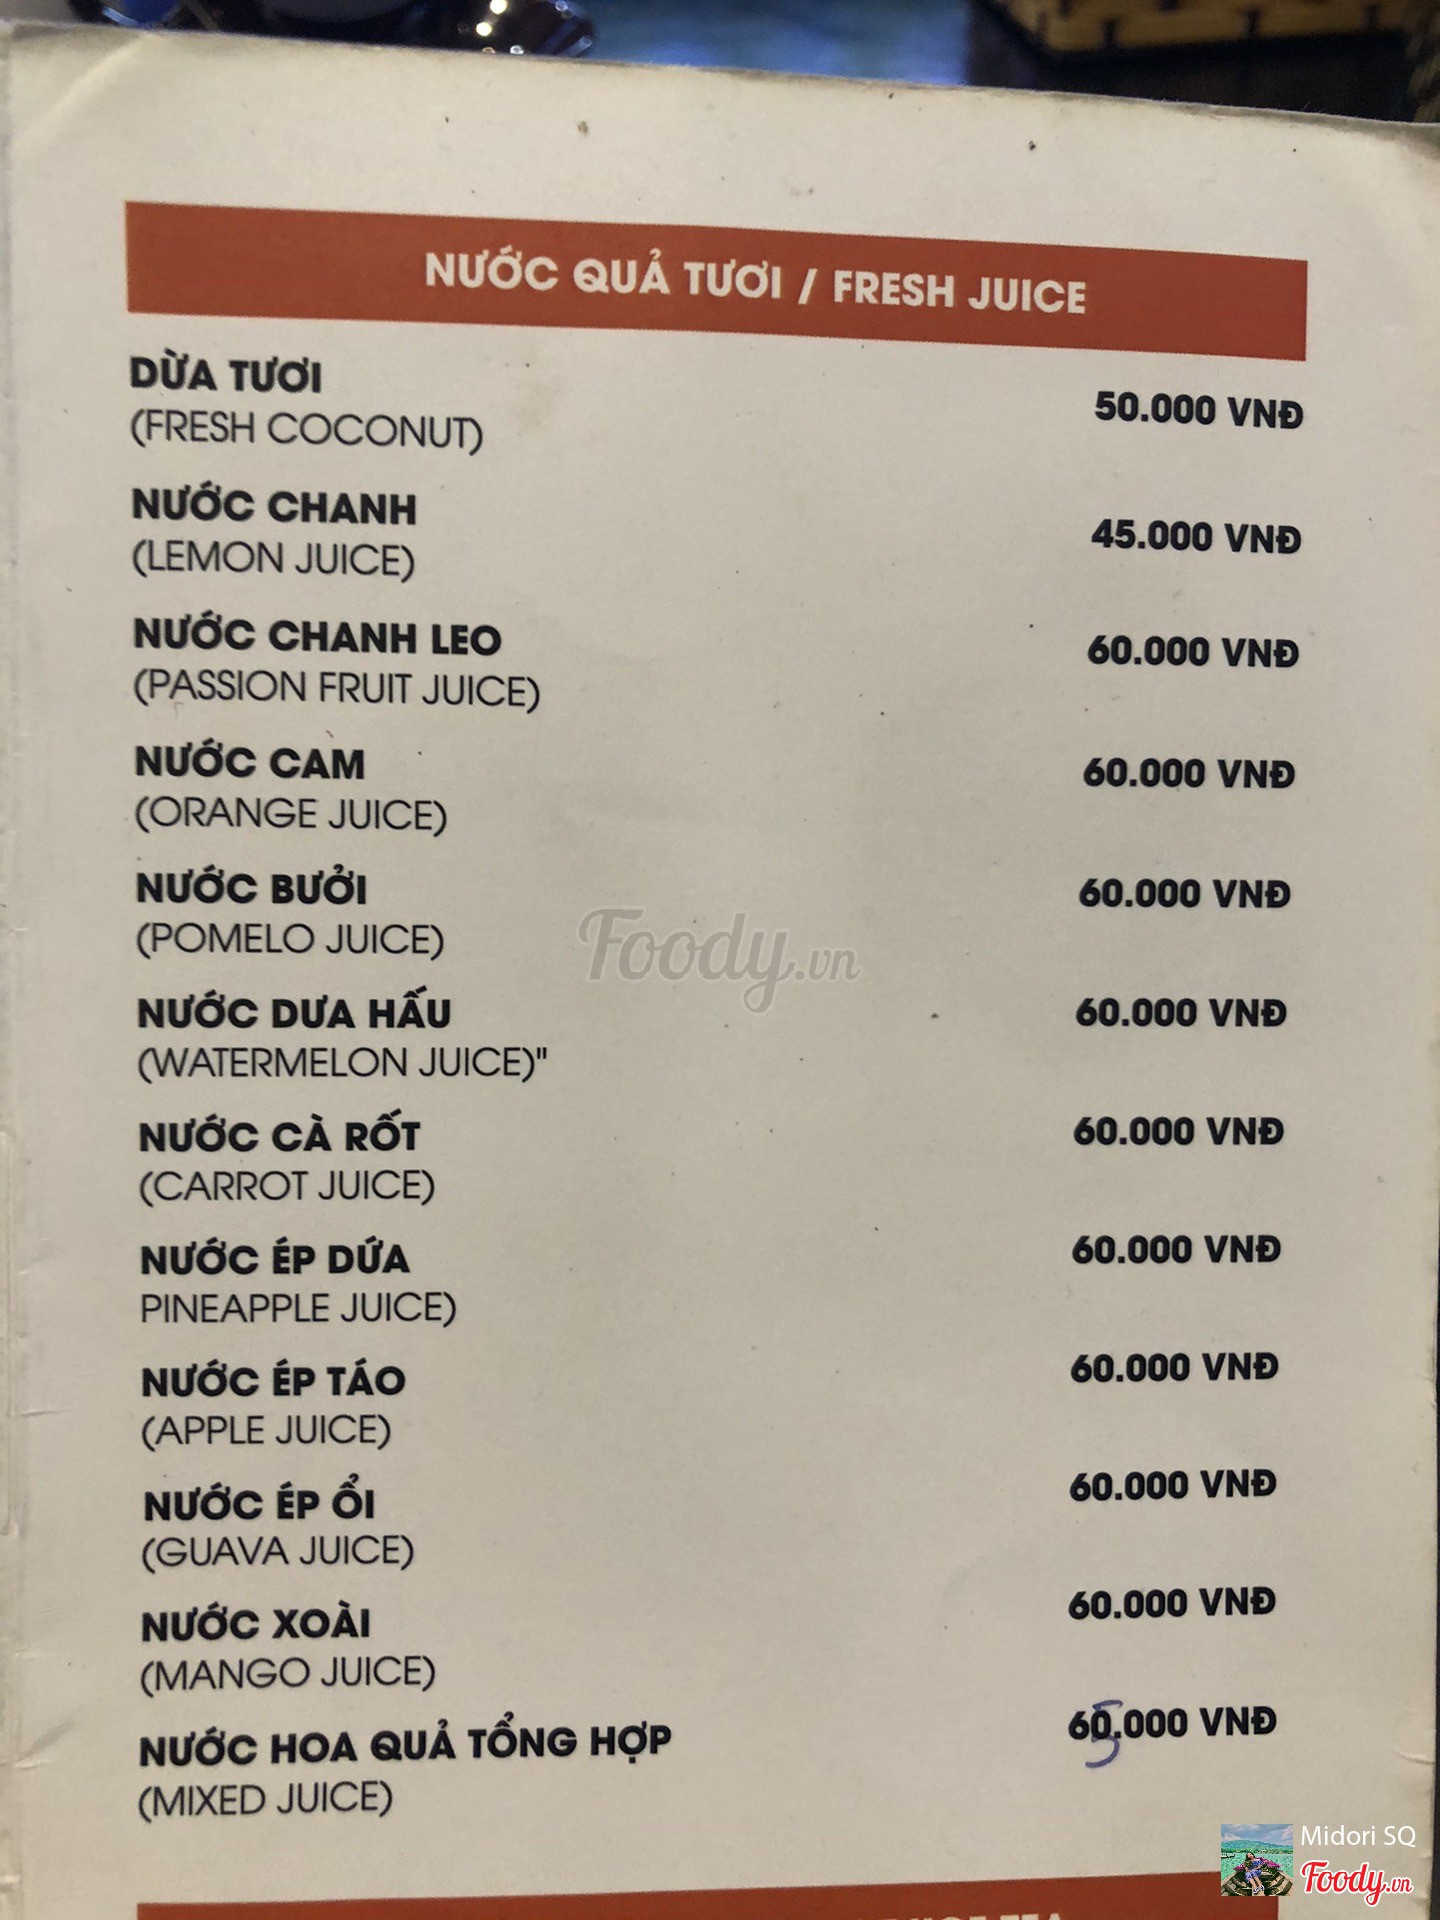 NƯỚC QUẢ TƯƠI / FRESH JUICE
DỪA TƯƠI
(FRESH COCONUT)
50.000 VNĐ
NƯỚC CHANH
(LEMON JUICE)
45.000 VNĐ
NƯỚC CHANH LEO
(PASSION FRUIT JUICE)
60.000 VNĐ
NƯỚC CAM
(ORANGE JUICE)
60.000 VNĐ
NƯỚC BƯỞI
(POMELO JUICE)
60.000 VNĐ
Foody.vn
NƯỚC DƯA HẤU
(WATERMELON JUICE)"
60.000 VNĐ
NƯỚC CÀ RỐT
(CARROT JUICE)
60.000 VNĐ
NƯỚC ÉP DỨA
PINEAPPLE JUICE)
60.000 VNĐ
NƯỚC ÉP TÁO
(APPLE JUICE)
60.000 VNĐ
NƯỚC ÉP ỔI
(GUAVA JUICE)
60.000 VNĐ
NƯỚC XOÀI
(MANGO JUICE)
60.000 VNĐ
NƯỚC HOA QUẢ TỔNG HỢP
(MIXED JUICE)
60.000 VNĐ
5
Midori SQ
Foody.vn